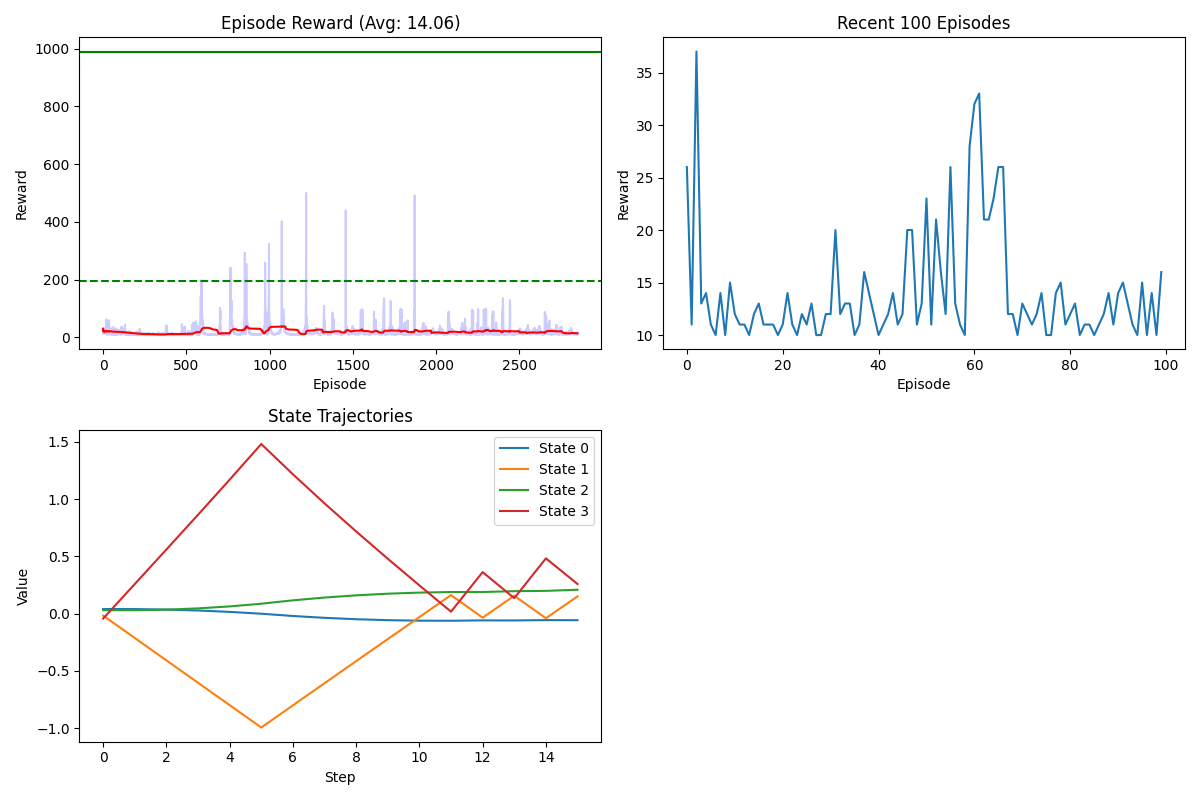 Episode Reward (Avg: 14.06)
1000
800
600
400
200
0
Reward
0 500 1000 1500 2000 2500
Episode
Recent 100 Episodes
35
30
25
20
15
10
Reward
0 20 40 60 80 100
Episode
State Trajectories
1.5
1.0
0.5
0.0
−0.5
−1.0
Value
State 0
State 1
State 2
State 3
0 2 4 6 8 10 12 14
Step